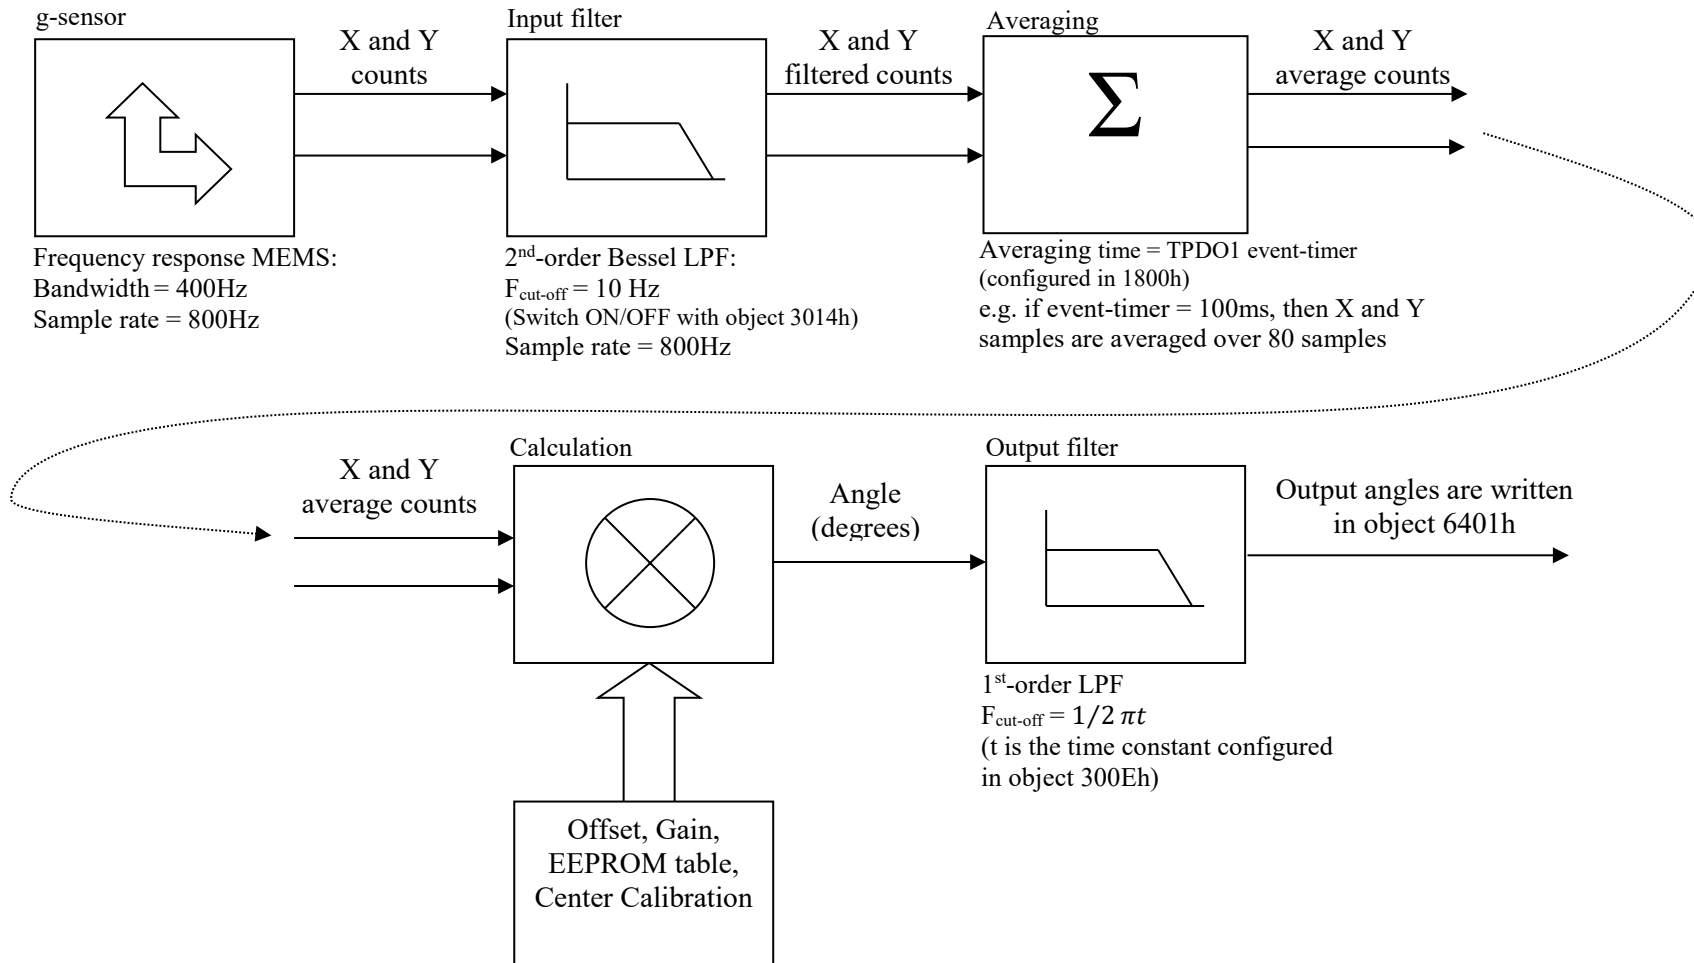 g-sensor
X and Y
counts
Input filter
X and Y
filtered counts
Averaging
Σ
X and Y
average counts
Frequency response MEMS:
Bandwidth = 400Hz
Sample rate = 800Hz
2nd-order Bessel LPF:
Fcut-off = 10 Hz
(Switch ON/OFF with object 3014h)
Sample rate = 800Hz
Averaging time = TPDO1 event-timer
(configured in 1800h)
e.g. if event-timer = 100ms, then X and Y
samples are averaged over 80 samples
X and Y
average counts
Calculation
Angle
(degrees)
Output filter
Output angles are written
in object 6401h
1st-order LPF
Fcut-off = 1/2 πt
(t is the time constant configured
in object 300Eh)
Offset, Gain,
EEPROM table,
Center Calibration